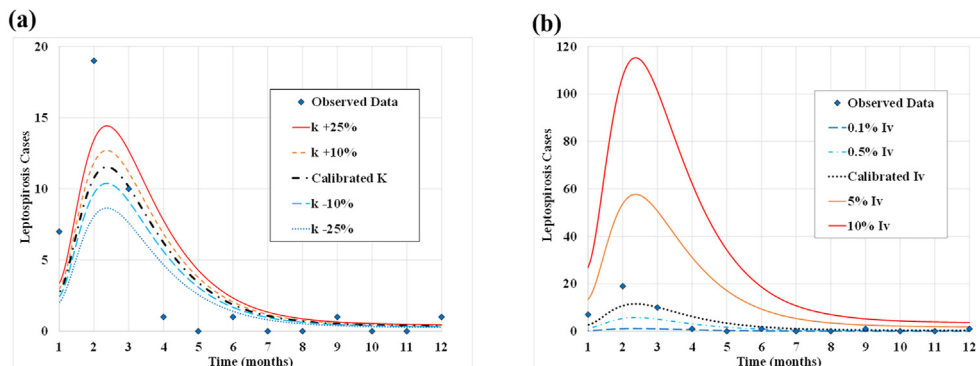 (a)
20
15
10
5
0
Leptospirosis Cases
1 2 3 4 5 6 7 8 9 10 11 12
Time (months)
Observed Data
k +25%
k +10%
Calibrated K
k -10%
k -25%
(b)
120
100
80
60
40
20
0
Leptospirosis Cases
1 2 3 4 5 6 7 8 9 10 11 12
Time (months)
Observed Data
0.1% Iv
0.5% Iv
Calibrated Iv
5% Iv
10% Iv